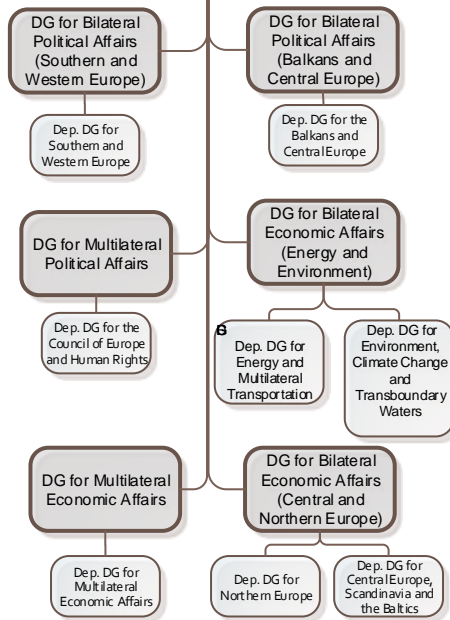 DG for Bilateral
Political Affairs
(Southern and
Western Europe)
DG for Bilateral
Political Affairs
(Balkans and
Central Europe)
Dep. DG for
Southern and
Western Europe
Dep. DG for the
Balkans and
Central Europe
DG for Multilateral
Political Affairs
DG for Bilateral
Economic Affairs
(Energy and
Environment)
Dep. DG for the
Council of Europe
and Human Rights
Dep. DG for
Energy and
Multilateral
Transportation
Dep. DG for
Environment,
Climate Change
and
Transboundary
Waters
DG for Multilateral
Economic Affairs
DG for Bilateral
Economic Affairs
(Central and
Northern Europe)
Dep. DG for
Multilateral
Economic Affairs
Dep. DG for
Northern Europe
Dep. DG for
Central Europe,
Scandinavia and
the Baltics